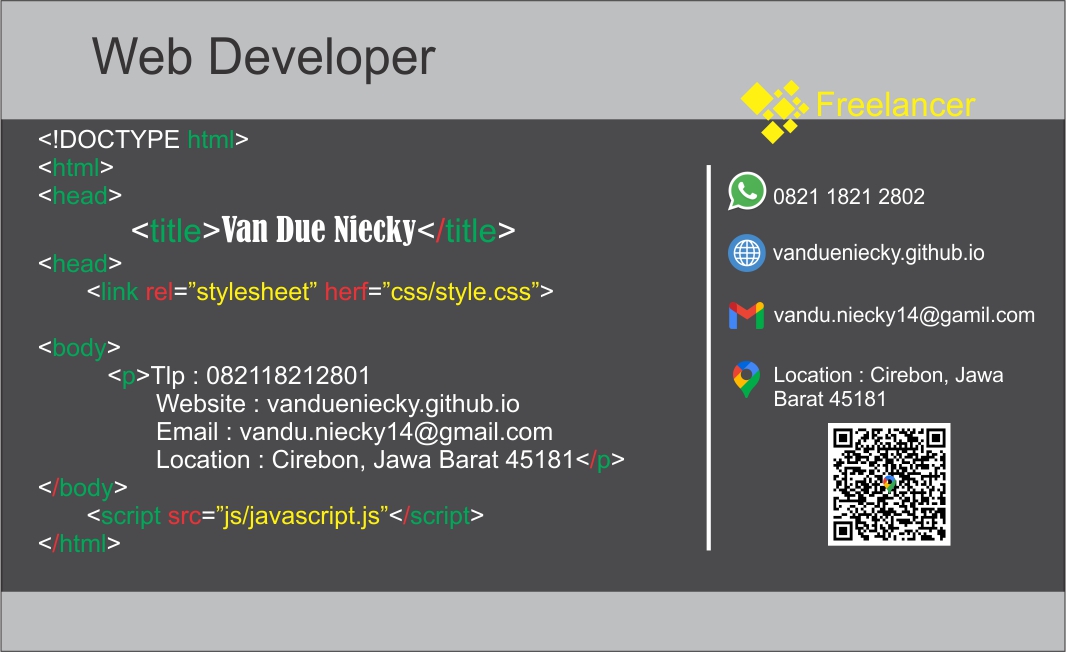 Web Developer
Freelancer
<!DOCTYPE html>
<html>
<head>
<title>Van Due Niecky</title>
<head>
<link rel=”stylesheet” herf=”css/style.css”>
<body>
<p>Tlp : 082118212801
Website : vandueniecky.github.io
Email : vandu.niecky14@gmail.com
Location : Cirebon, Jawa Barat 45181</p>
</body>
<script src=”js/javascript.js”</script>
</html>
0821 1821 2802
vandueniecky.github.io
vandu.niecky14@gamil.com
Location : Cirebon, Jawa
Barat 45181